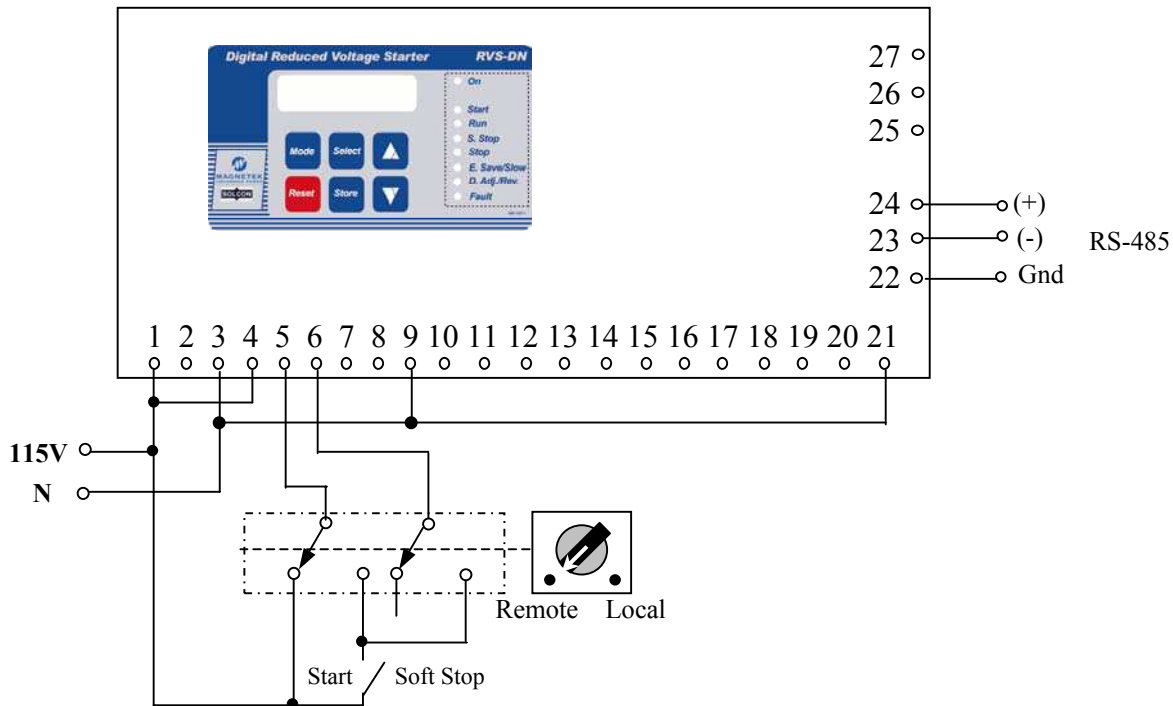 Digital Reduced Voltage Starter RVS-DN
On
Start
Run
S. Stop
Stop
E. Save/Slow
D. Adj./Rev.
Fault
Mode Select
Reset Store
MAGNETEK
SOLCON
27
26
25
24 (+)
23 (-) RS-485
22 Gnd
1 2 3 4 5 6 7 8 9 10 11 12 13 14 15 16 17 18 19 20 21
115V
N
Remote Local
Start Soft Stop